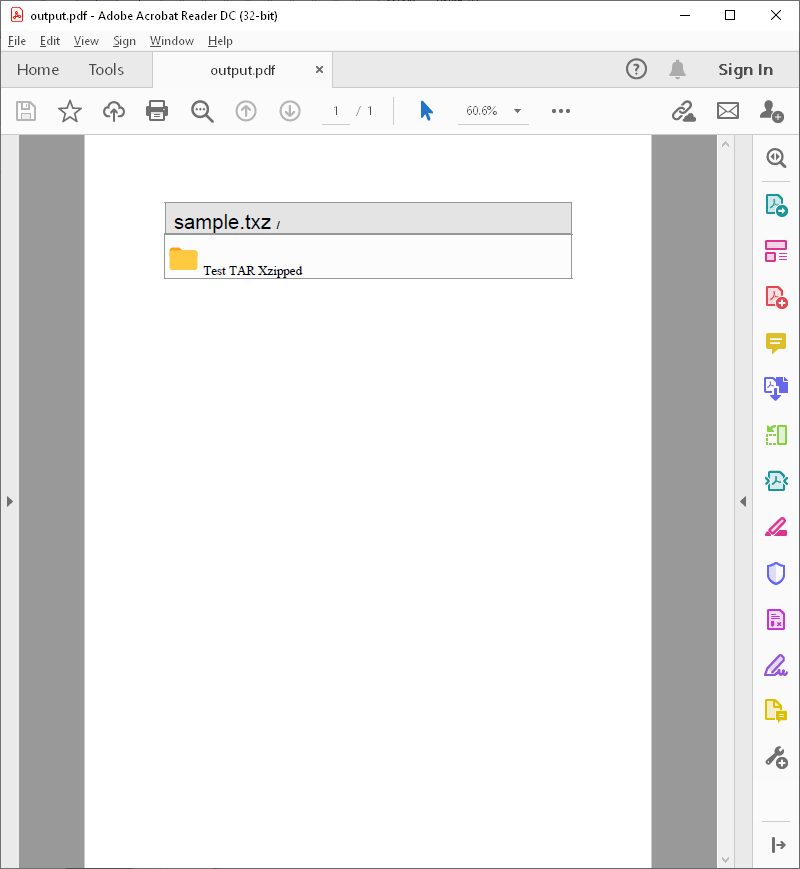 output.pdf - Adobe Acrobat Reader DC (32-bit)
File Edit View Sign Window Help
Home Tools output.pdf × Sign In
1 / 1 60.6%
sample.txz /
Test TAR Xzipped